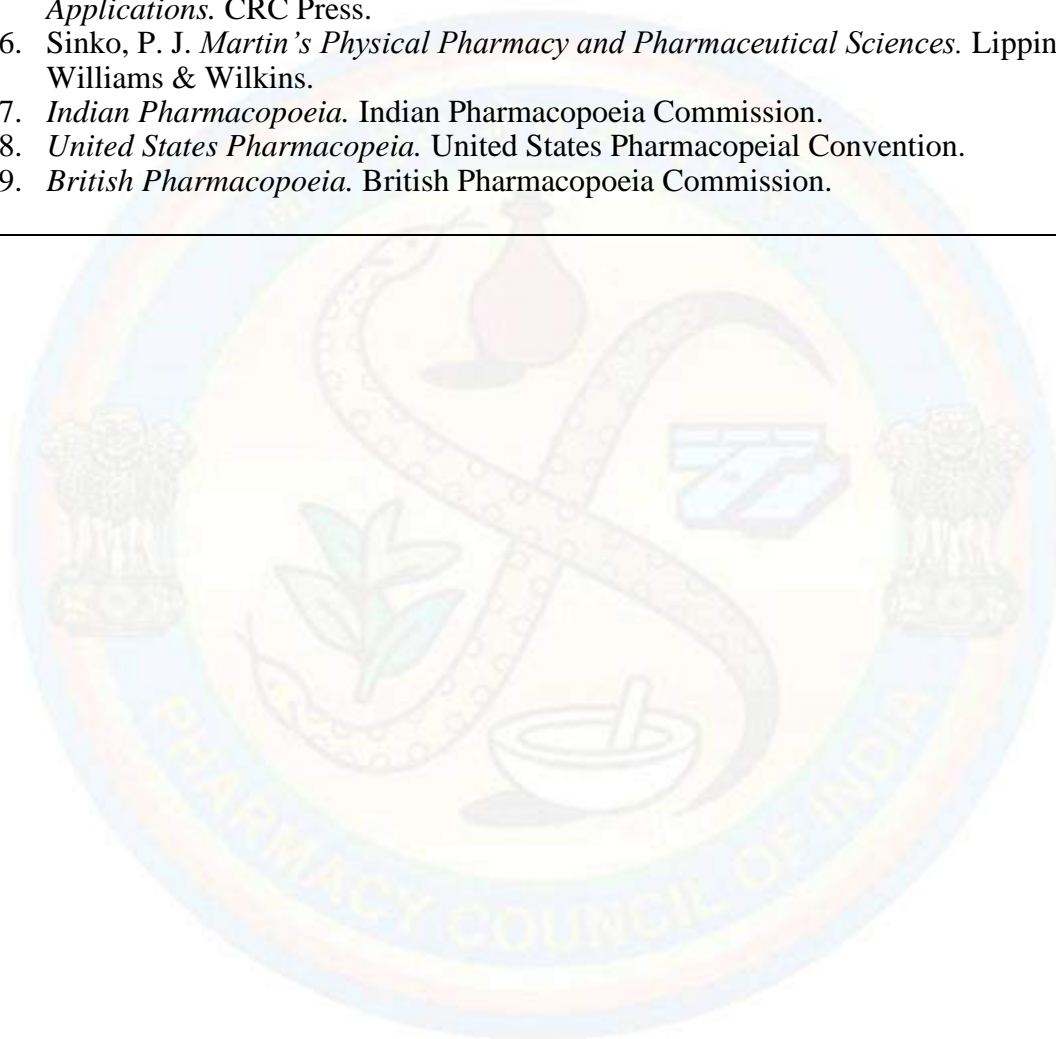 Applications. CRC Press.
6. Sinko, P. J. Martin’s Physical Pharmacy and Pharmaceutical Sciences. Lippin
Williams & Wilkins.
7. Indian Pharmacopoeia. Indian Pharmacopoeia Commission.
8. United States Pharmacopeia. United States Pharmacopeial Convention.
9. British Pharmacopoeia. British Pharmacopoeia Commission.
PHARMACY COUNCIL OF INDIA